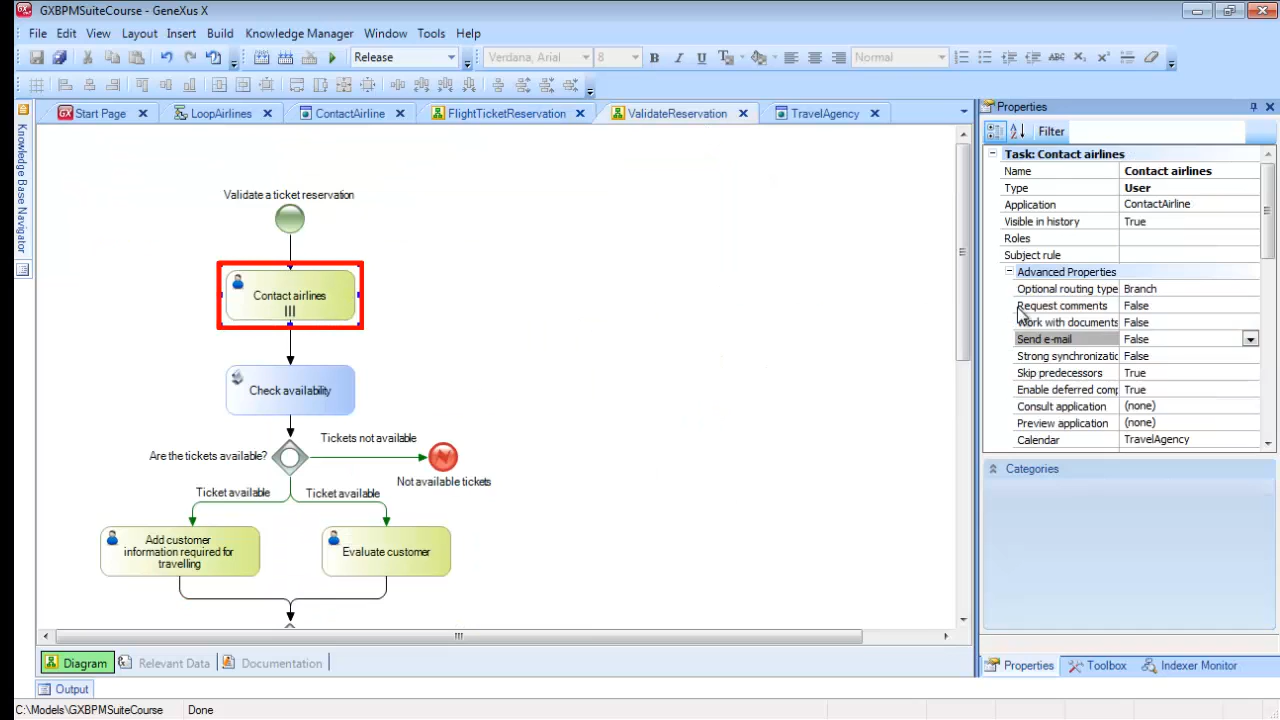 GXBPMSuiteCourse - GeneXus X
File Edit View Layout Insert Build Knowledge Manager Window Tools Help
Release Verdana, Arial 8 B I U Normal ABC
Start Page LoopAirlines ContactAirline FlightTicketReservation ValidateReservation TravelAgency
Knowledge Base Navigator
Validate a ticket reservation
Contact airlines
Check availability
Tickets not available
Are the tickets available?
Not available tickets
Ticket available Ticket available
Add customer
information required for
travelling
Evaluate customer
Diagram Relevant Data Documentation
Output
C:\Models\GXBPMSuiteCourse Done
Properties
Filter
Task: Contact airlines
Name Contact airlines
Type User
Application ContactAirline
Visible in history True
Roles
Subject rule
Advanced Properties
Optional routing type Branch
Request comments False
Work with documents False
Send e-mail False
Strong synchronizatic False
Skip predecessors True
Enable deferred comp True
Consult application (none)
Preview application (none)
Calendar TravelAgency
Categories
Properties Toolbox Indexer Monitor